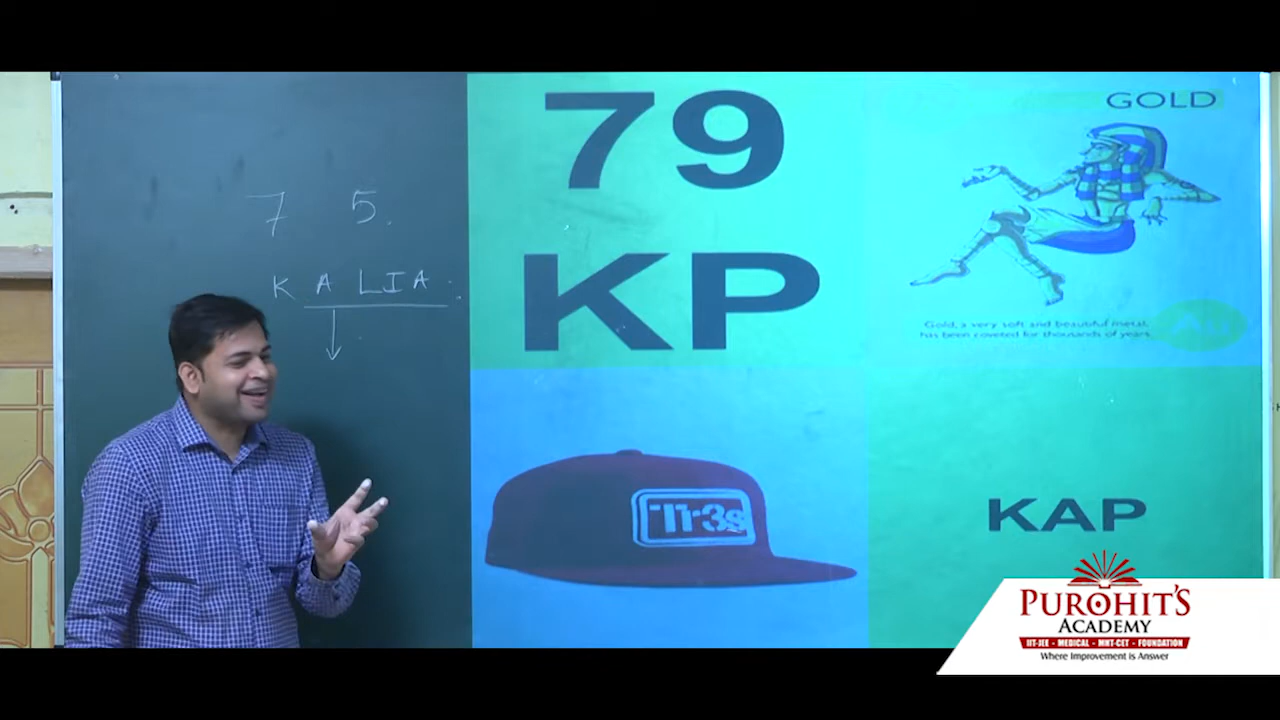 7 5.
KALIA
79
KP
GOLD
Gold, a very soft and beautiful metal,
has been coveted for thousands of years.
Au
KAP
PUROHIT'S
ACADEMY
IIT-JEE - MEDICAL - MHT-CET - FOUNDATION
Where Improvement is Answer